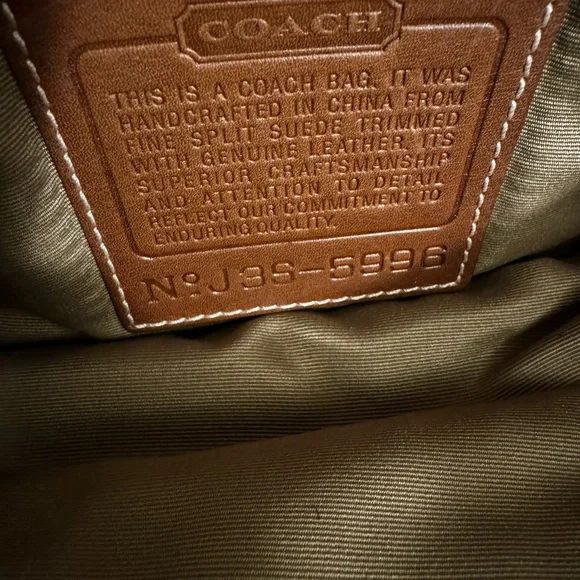 COACH
THIS IS A COACH BAG. IT WAS
HANDCRAFTED IN CHINA FROM
FINE SPLIT SUEDE TRIMMED
WITH GENUINE LEATHER. ITS
SUPERIOR CRAFTSMANSHIP
AND ATTENTION TO DETAIL
REFLECT OUR COMMITMENT TO
ENDURING QUALITY.
Nº J3S-5996